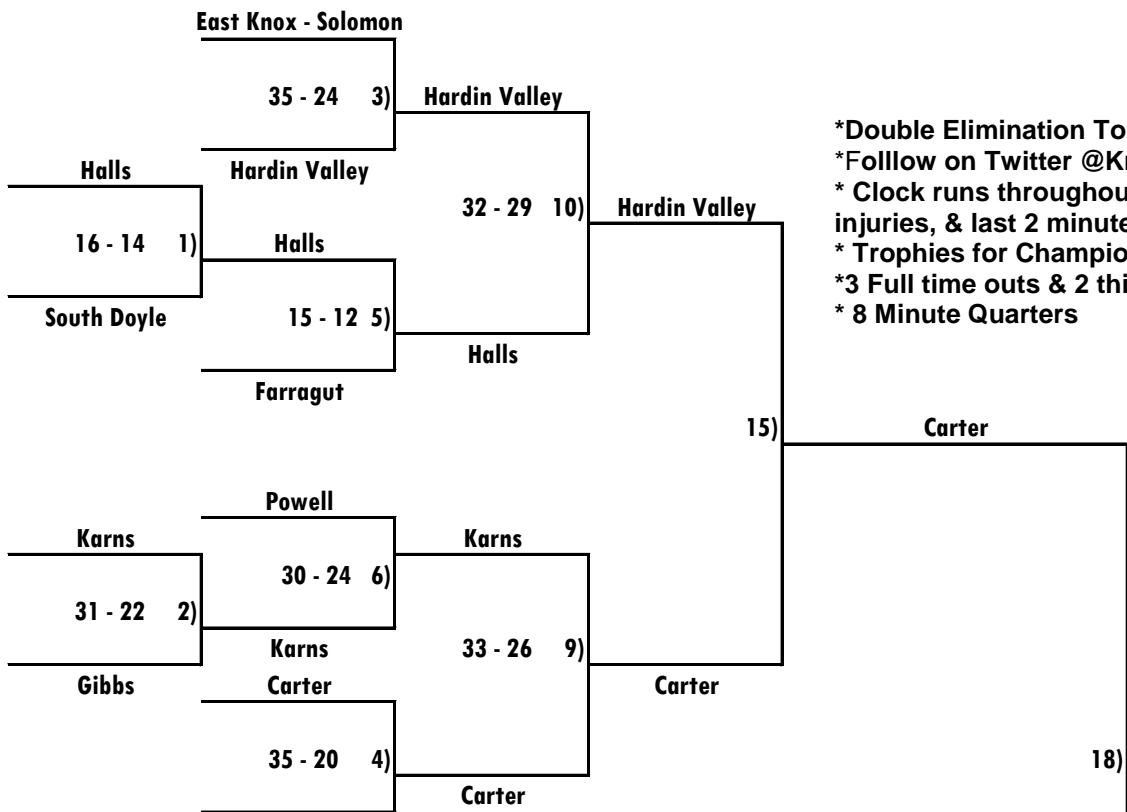 East Knox - Solomon
35 - 24 3)
Hardin Valley
*Double Elimination To
Halls
Hardin Valley
*Folllow on Twitter @Kn
* Clock runs throughou
32 - 29 10)
Hardin Valley
injuries, & last 2 minute
16 - 14 1)
Halls
* Trophies for Champio
*3 Full time outs & 2 thi
South Doyle
15 - 12 5)
* 8 Minute Quarters
Halls
Farragut
15)
Carter
Powell
Karns
Karns
30 - 24 6)
31 - 22 2)
Karns
33 - 26 9)
Gibbs
Carter
Carter
35 - 20 4)
18)
Carter